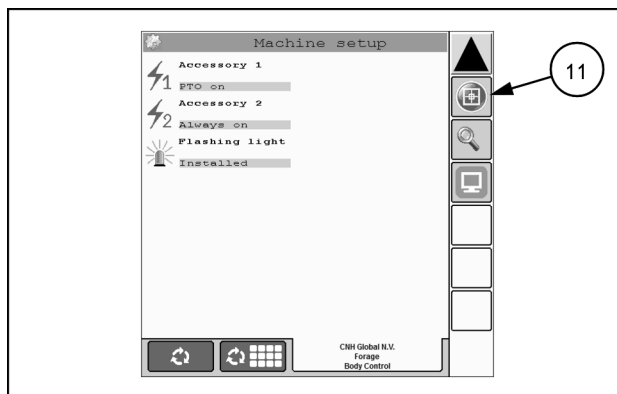 Machine setup
Accessory 1
1 PTO on
Accessory 2
2 Always on
Flashing light
Installed
11
CNH Global N.V.
Forage
Body Control